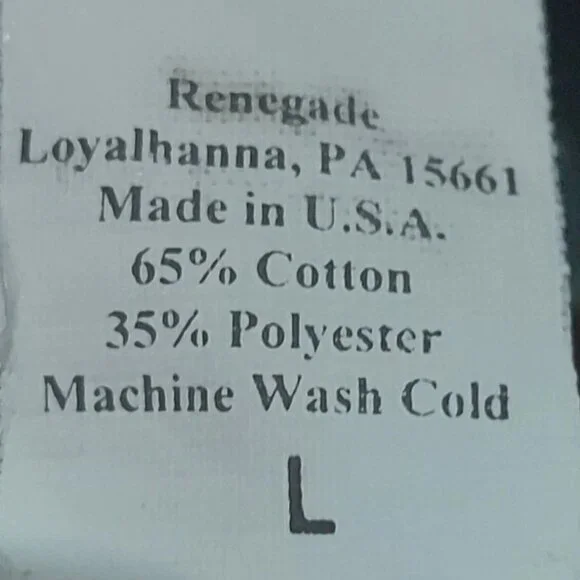 Renegade
Loyalhanna, PA 15661
Made in U.S.A.
65% Cotton
35% Polyester
Machine Wash Cold
L